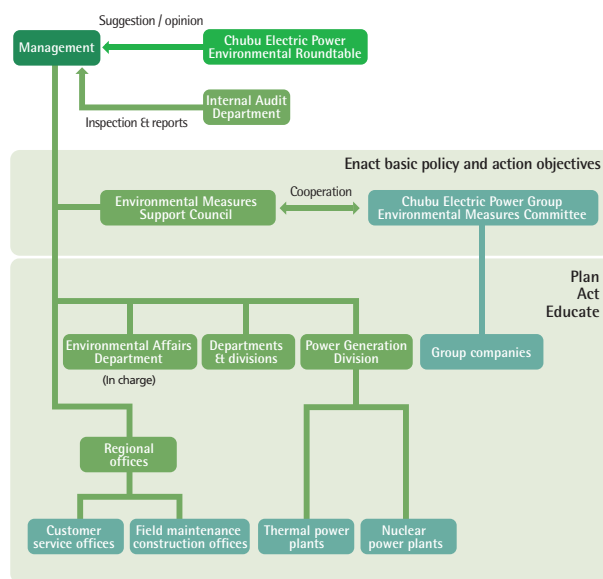 Suggestion / opinion
Management
Chubu Electric Power
Environmental Roundtable
Internal Audit
Department
Inspection & reports
Enact basic policy and action objectives
Environmental Measures
Support Council
Cooperation
Chubu Electric Power Group
Environmental Measures Committee
Plan
Act
Educate
Environmental Affairs
Department
(In charge)
Departments
& divisions
Power Generation
Division
Group companies
Regional
offices
Customer
service offices
Field maintenance
construction offices
Thermal power
plants
Nuclear
power plants